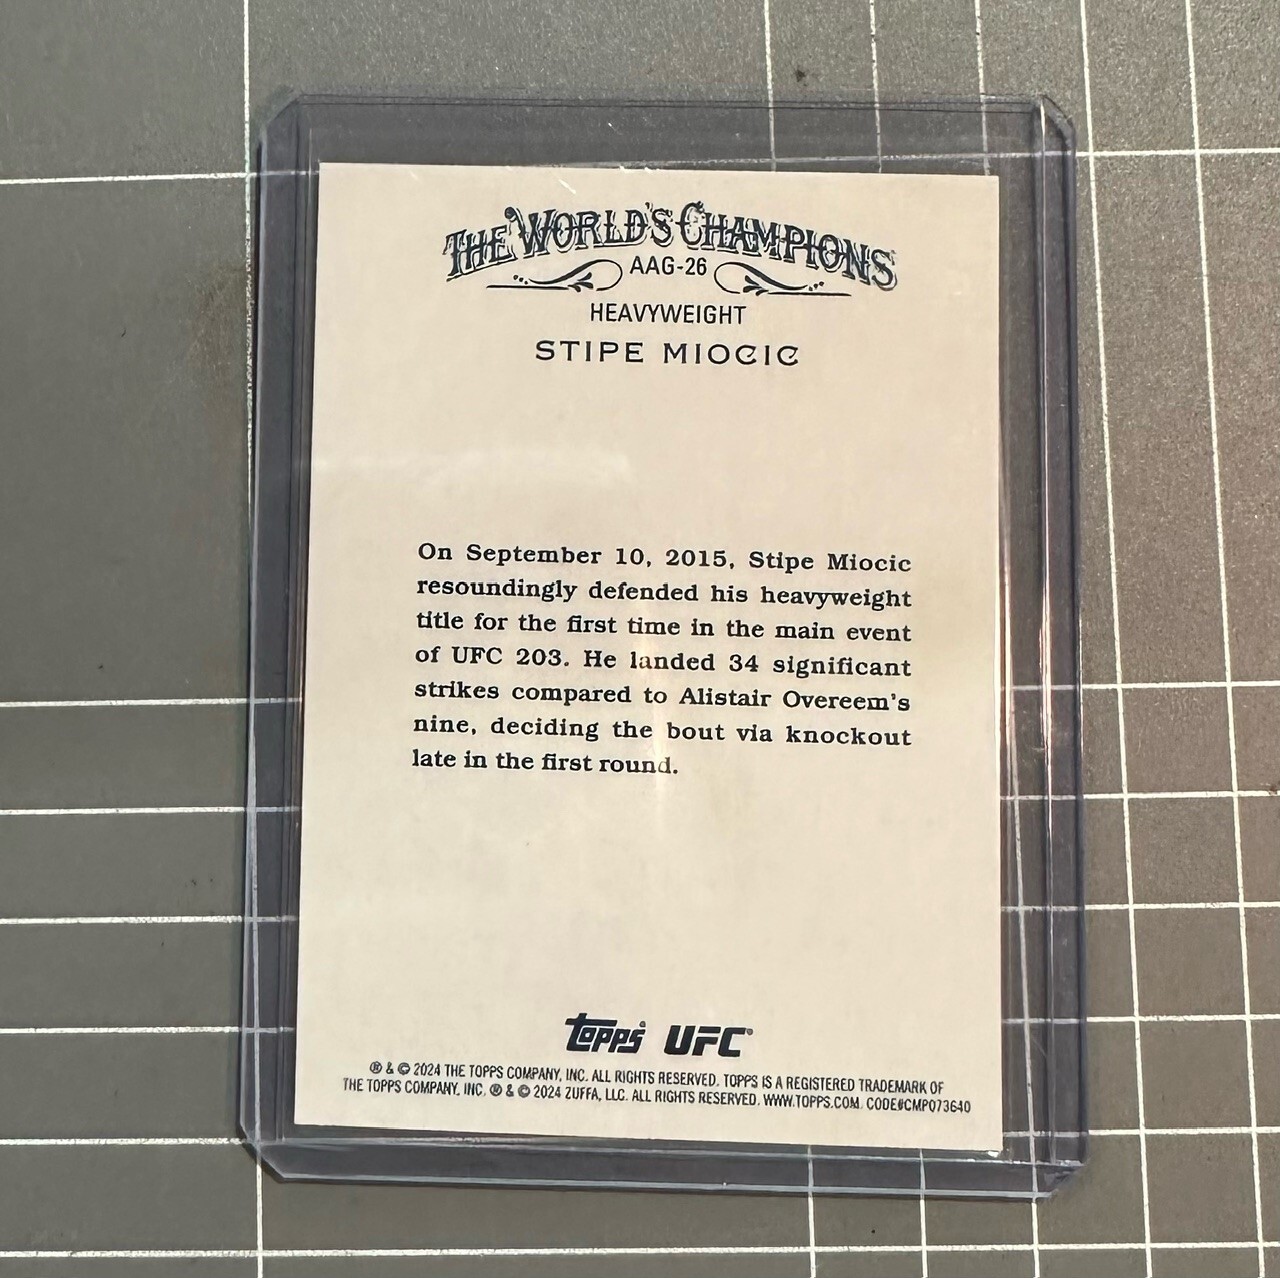 THE WORLD'S CHAMPIONS
AAG-26
HEAVYWEIGHT
STIPE MIOCIC
On September 10, 2015, Stipe Miocic
resoundingly defended his heavyweight
title for the first time in the main event
of UFC 203. He landed 34 significant
strikes compared to Alistair Overeem's
nine, deciding the bout via knockout
late in the first round.
topps® UFC®
® & © 2024 THE TOPPS COMPANY, INC. ALL RIGHTS RESERVED. TOPPS IS A REGISTERED TRADEMARK OF
THE TOPPS COMPANY, INC. ® & © 2024 ZUFFA, LLC. ALL RIGHTS RESERVED. WWW.TOPPS.COM. CODE#CMP073640